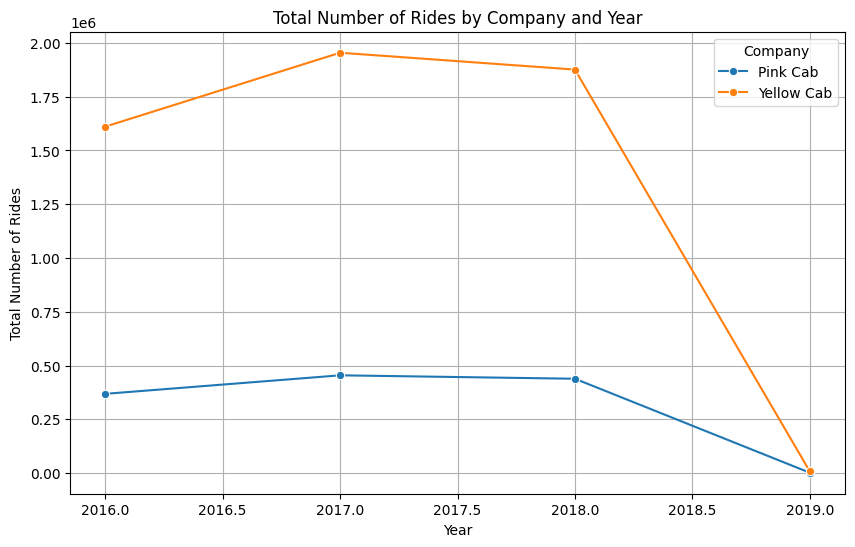 Total Number of Rides by Company and Year
1e6
2.00
1.75
1.50
1.25
1.00
0.75
0.50
0.25
0.00
Total Number of Rides
Company
Pink Cab
Yellow Cab
2016.0 2016.5 2017.0 2017.5 2018.0 2018.5 2019.0
Year